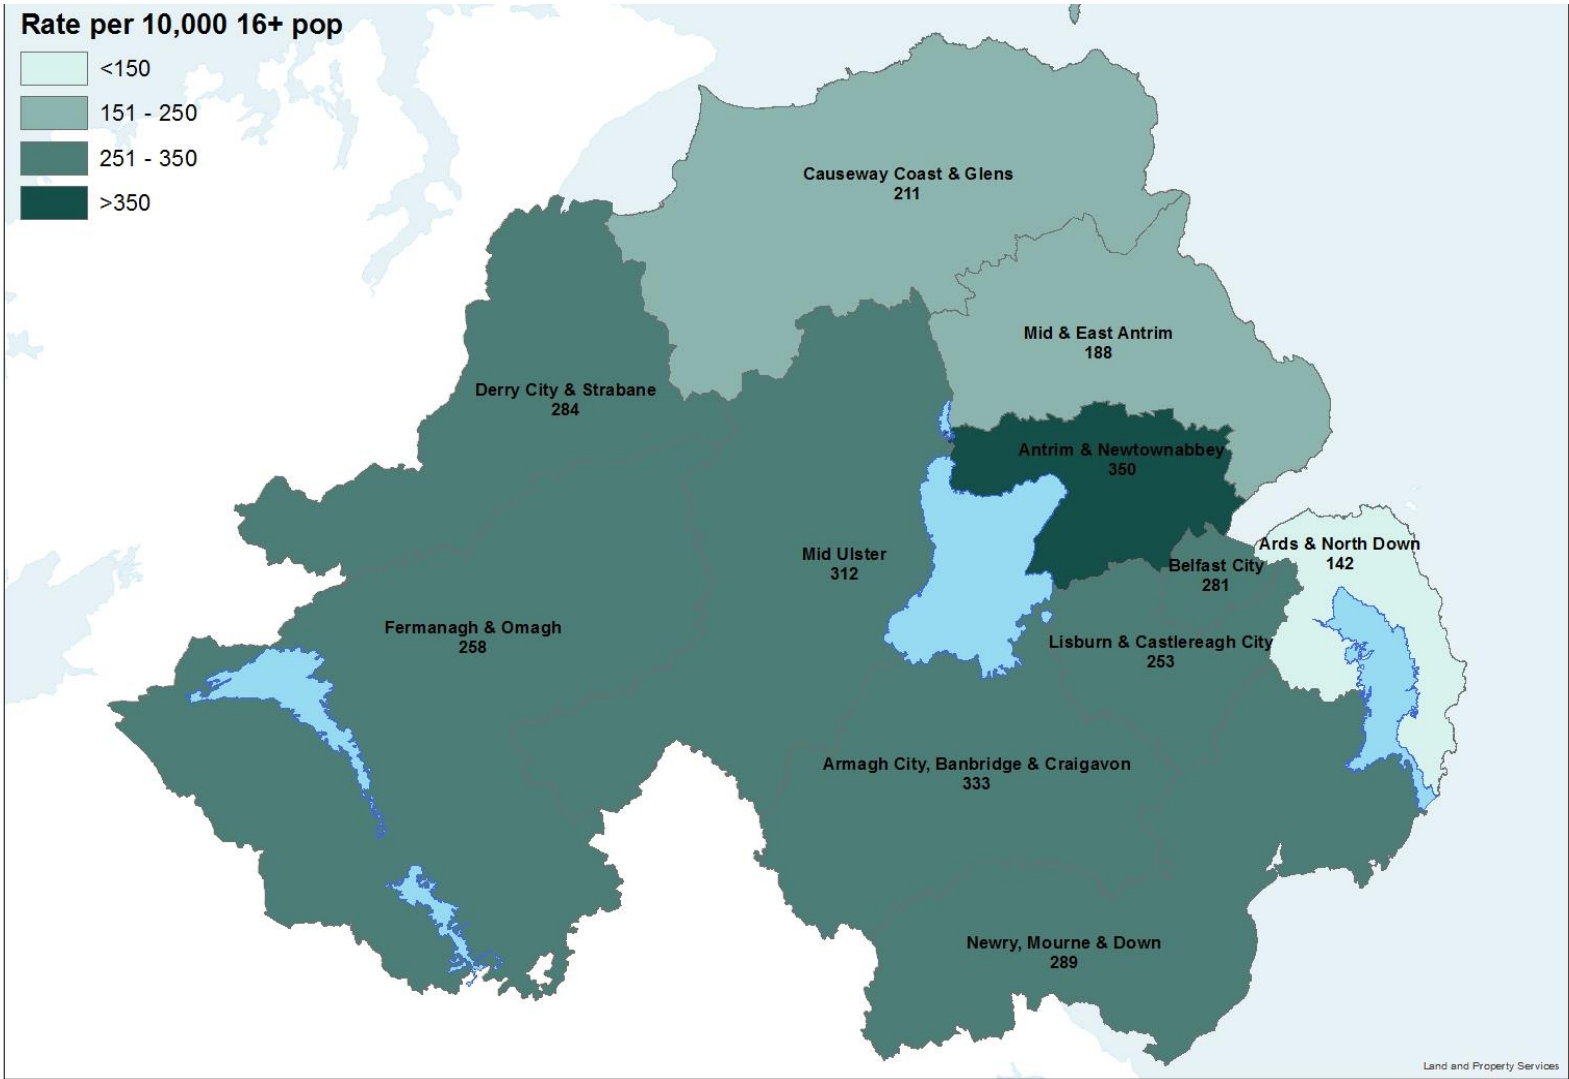 Rate per 10,000 16+ pop
<150
151 - 250
251 - 350
>350
Causeway Coast & Glens
211
Mid & East Antrim
188
Derry City & Strabane
284
Antrim & Newtownabbey
350
Ards & North Down
142
Mid Ulster
312
Belfast City
281
Fermanagh & Omagh
258
Lisburn & Castlereagh City
253
Armagh City, Banbridge & Craigavon
333
Newry, Mourne & Down
289
Land and Property Services